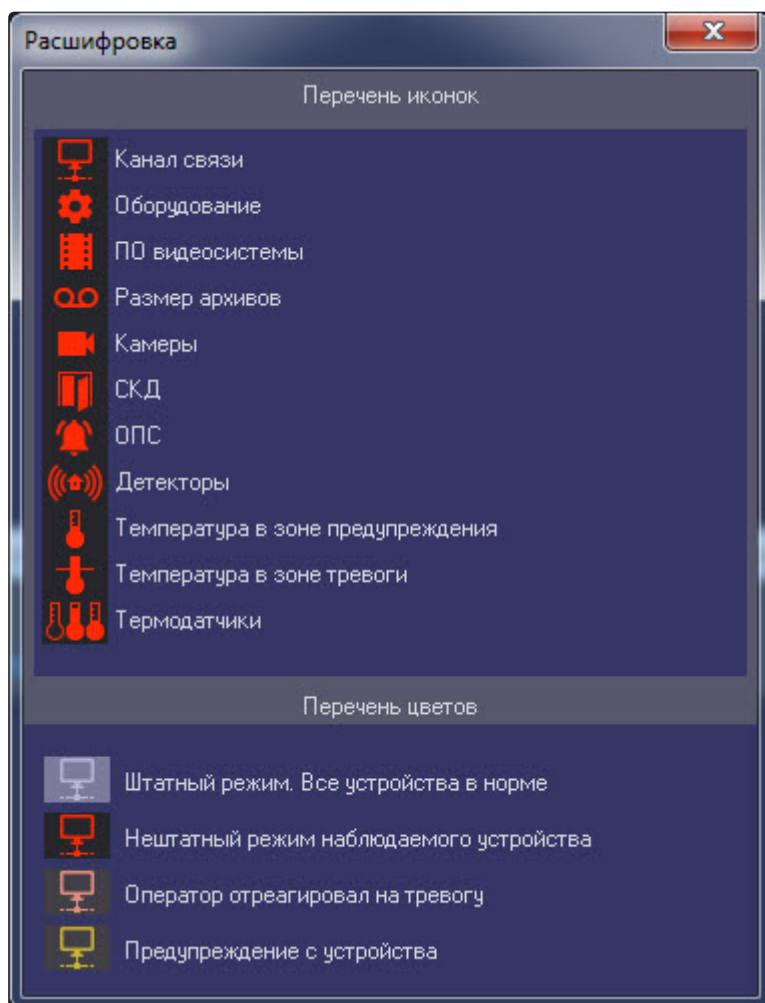 Расшифровка
Перечень иконок
Канал связи
Оборудование
ПО видеосистемы
Размер архивов
Камеры
СКД
ОПС
Детекторы
Температура в зоне предупреждения
Температура в зоне тревоги
Термодатчики
Перечень цветов
Штатный режим. Все устройства в норме
Нештатный режим наблюдаемого устройства
Оператор отреагировал на тревогу
Предупреждение с устройства